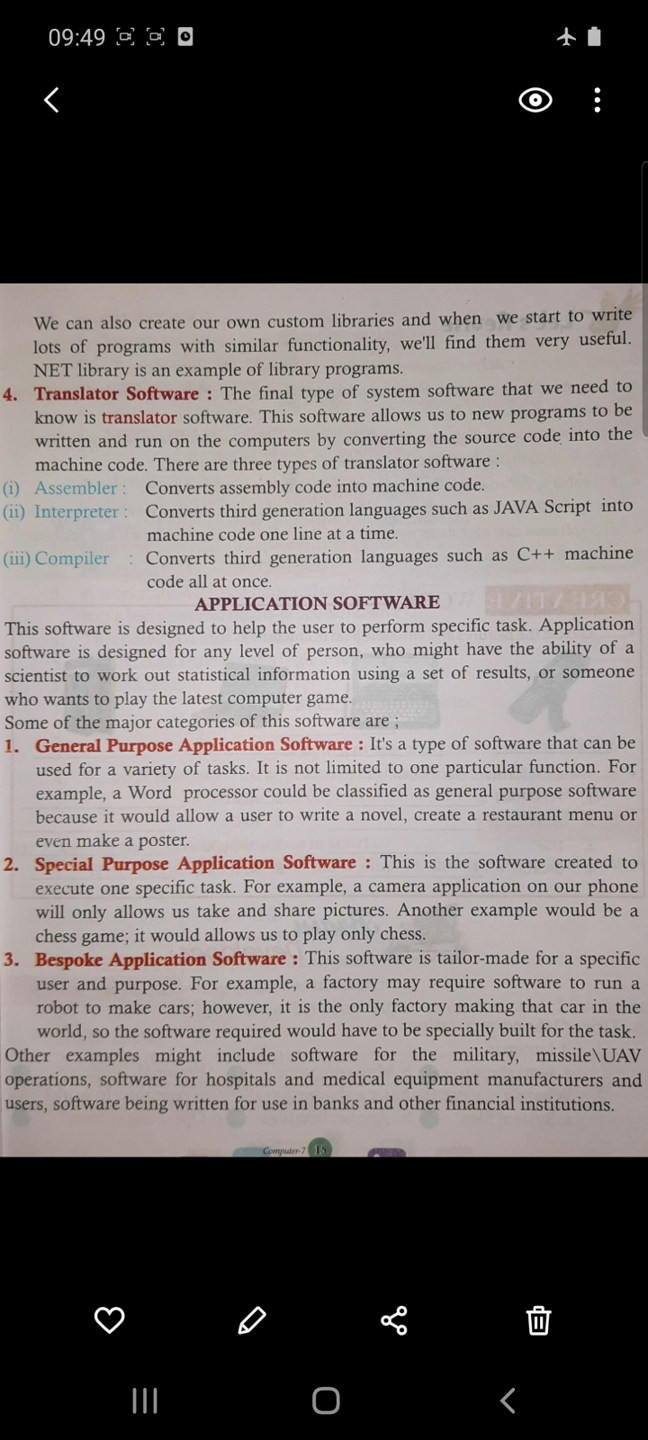 09:49
We can also create our own custom libraries and when we start to write
lots of programs with similar functionality, we'll find them very useful.
NET library is an example of library programs.
4. Translator Software : The final type of system software that we need to
know is translator software. This software allows us to new programs to be
written and run on the computers by converting the source code into the
machine code. There are three types of translator software :
(i) Assembler : Converts assembly code into machine code.
(ii) Interpreter : Converts third generation languages such as JAVA Script into
machine code one line at a time.
(iii) Compiler : Converts third generation languages such as C++ machine
code all at once.
APPLICATION SOFTWARE
This software is designed to help the user to perform specific task. Application
software is designed for any level of person, who might have the ability of a
scientist to work out statistical information using a set of results, or someone
who wants to play the latest computer game.
Some of the major categories of this software are ;
1. General Purpose Application Software : It's a type of software that can be
used for a variety of tasks. It is not limited to one particular function. For
example, a Word processor could be classified as general purpose software
because it would allow a user to write a novel, create a restaurant menu or
even make a poster.
2. Special Purpose Application Software : This is the software created to
execute one specific task. For example, a camera application on our phone
will only allows us take and share pictures. Another example would be a
chess game; it would allows us to play only chess.
3. Bespoke Application Software : This software is tailor-made for a specific
user and purpose. For example, a factory may require software to run a
robot to make cars; however, it is the only factory making that car in the
world, so the software required would have to be specially built for the task.
Other examples might include software for the military, missile\UAV
operations, software for hospitals and medical equipment manufacturers and
users, software being written for use in banks and other financial institutions.
Computer-7 15